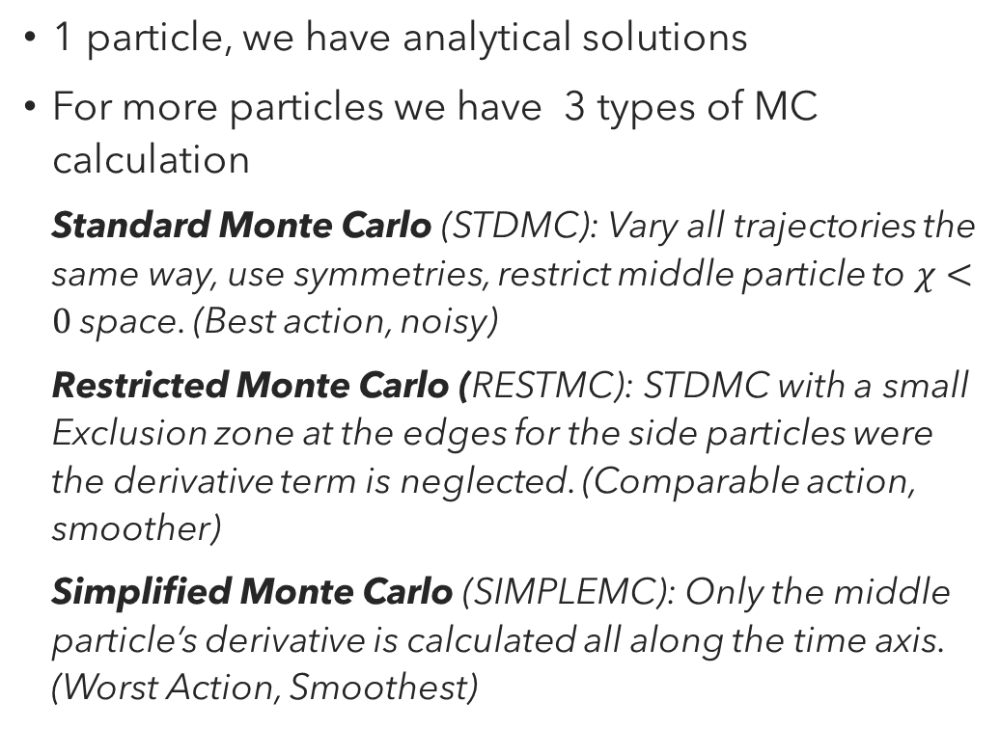 • 1 particle, we have analytical solutions
• For more particles we have  3 types of MC
calculation
Standard Monte Carlo (STDMC): Vary all trajectories the
same way, use symmetries, restrict middle particle to χ <
0 space. (Best action, noisy)
Restricted Monte Carlo (RESTMC): STDMC with a small
Exclusion zone at the edges for the side particles were
the derivative term is neglected. (Comparable action,
smoother)
Simplified Monte Carlo (SIMPLEMC): Only the middle
particle’s derivative is calculated all along the time axis.
(Worst Action, Smoothest)